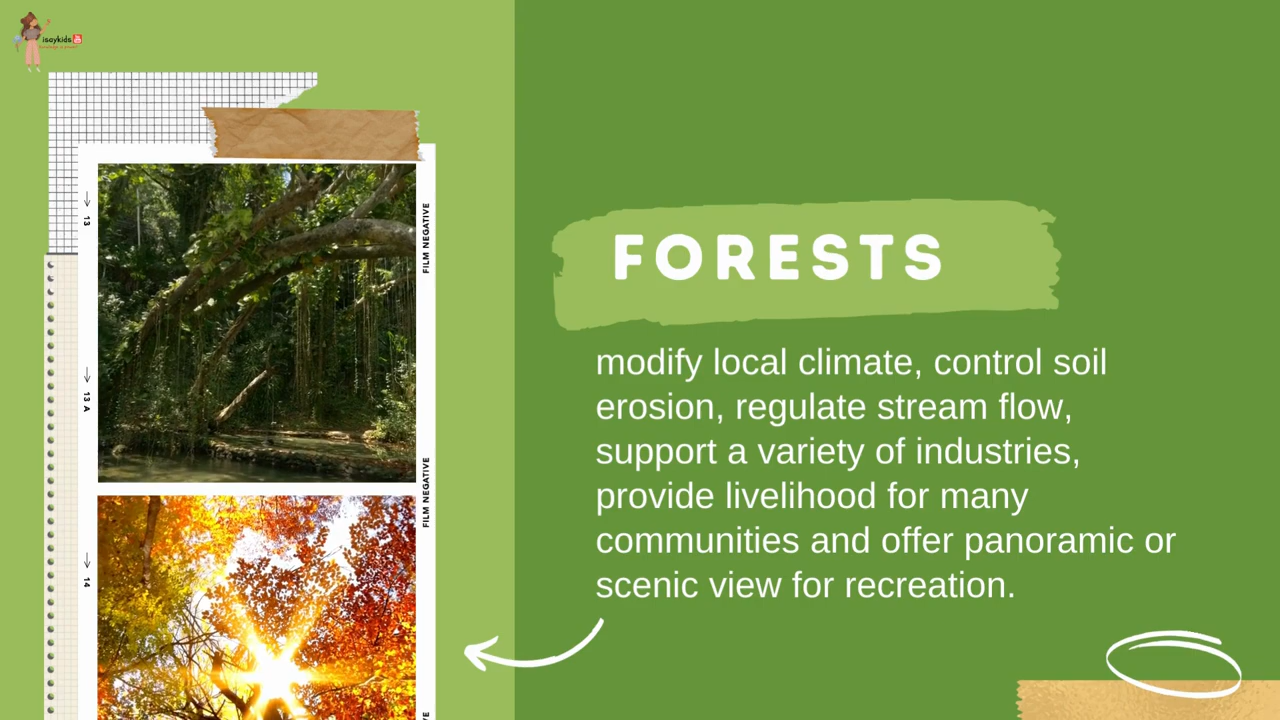 isaykids
13
FILM NEGATIVE
13 A
FILM NEGATIVE
14
FORESTS
modify local climate, control soil
erosion, regulate stream flow,
support a variety of industries,
provide livelihood for many
communities and offer panoramic or
scenic view for recreation.